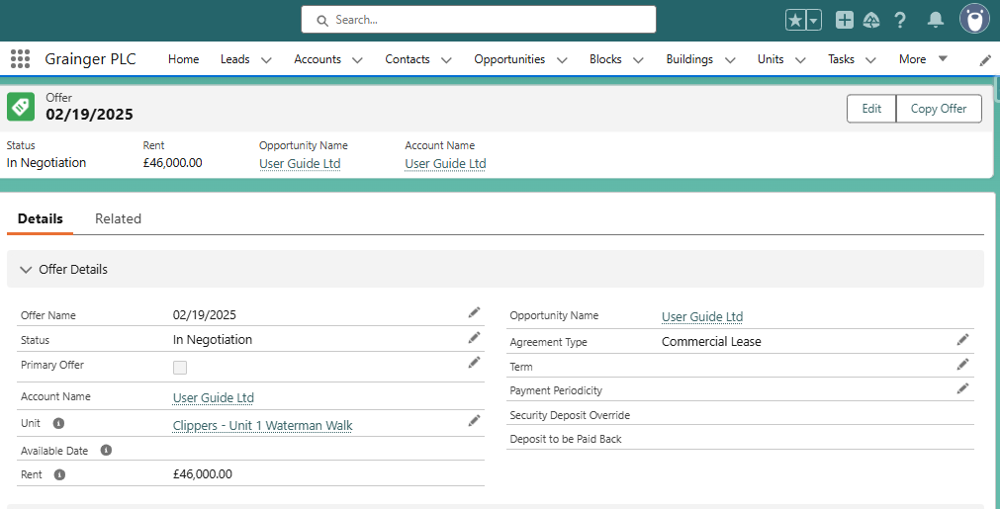 Search...
Grainger PLC Home Leads Accounts Contacts Opportunities Blocks Buildings Units Tasks More
Offer
02/19/2025
Edit Copy Offer
Status Rent Opportunity Name Account Name
In Negotiation £46,000.00 User Guide Ltd User Guide Ltd
Details Related
Offer Details
Offer Name 02/19/2025
Status In Negotiation
Primary Offer
Account Name User Guide Ltd
Unit Clippers - Unit 1 Waterman Walk
Available Date
Rent £46,000.00
Opportunity Name User Guide Ltd
Agreement Type Commercial Lease
Term
Payment Periodicity
Security Deposit Override
Deposit to be Paid Back